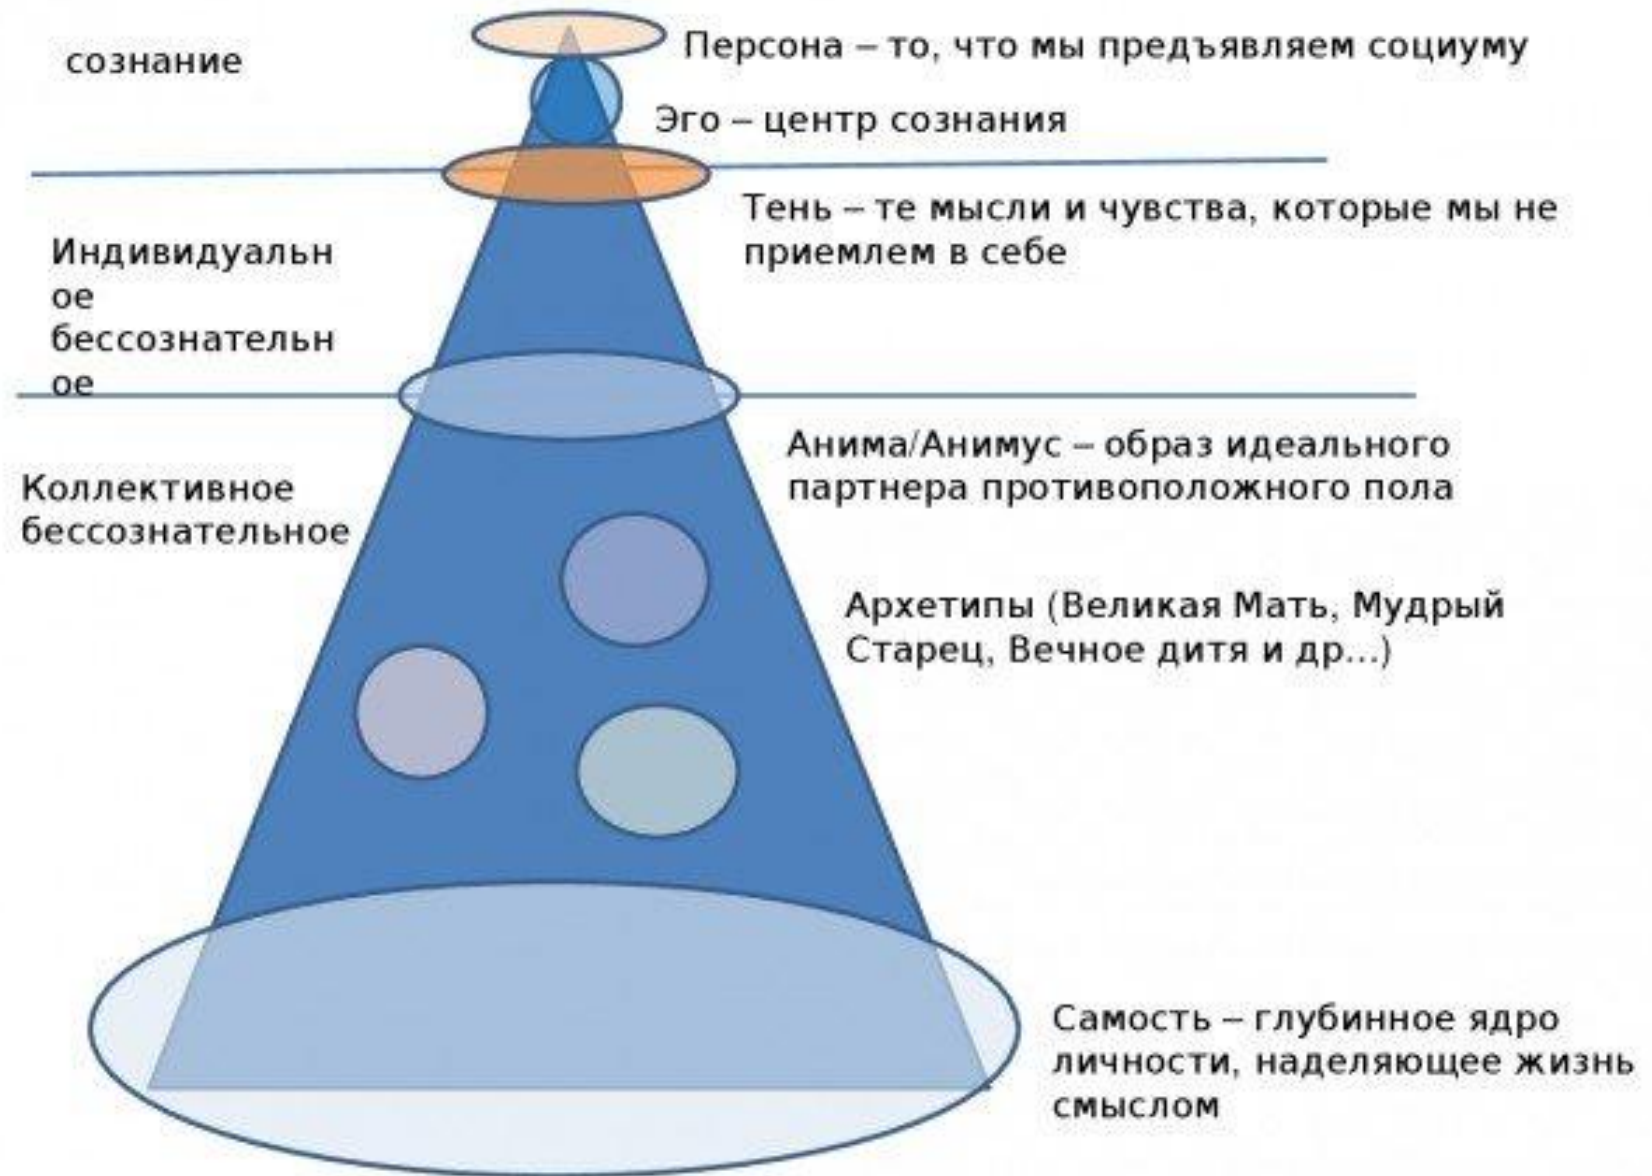 сознание
Персона – то, что мы предъявляем социуму
Эго – центр сознания
Тень – те мысли и чувства, которые мы не
приемлем в себе
Индивидуальн
ое
бессознательн
ое
Анима/Анимус – образ идеального
партнера противоположного пола
Коллективное
бессознательное
Архетипы (Великая Мать, Мудрый
Старец, Вечное дитя и др...)
Самость – глубинное ядро
личности, наделяющее жизнь
смыслом